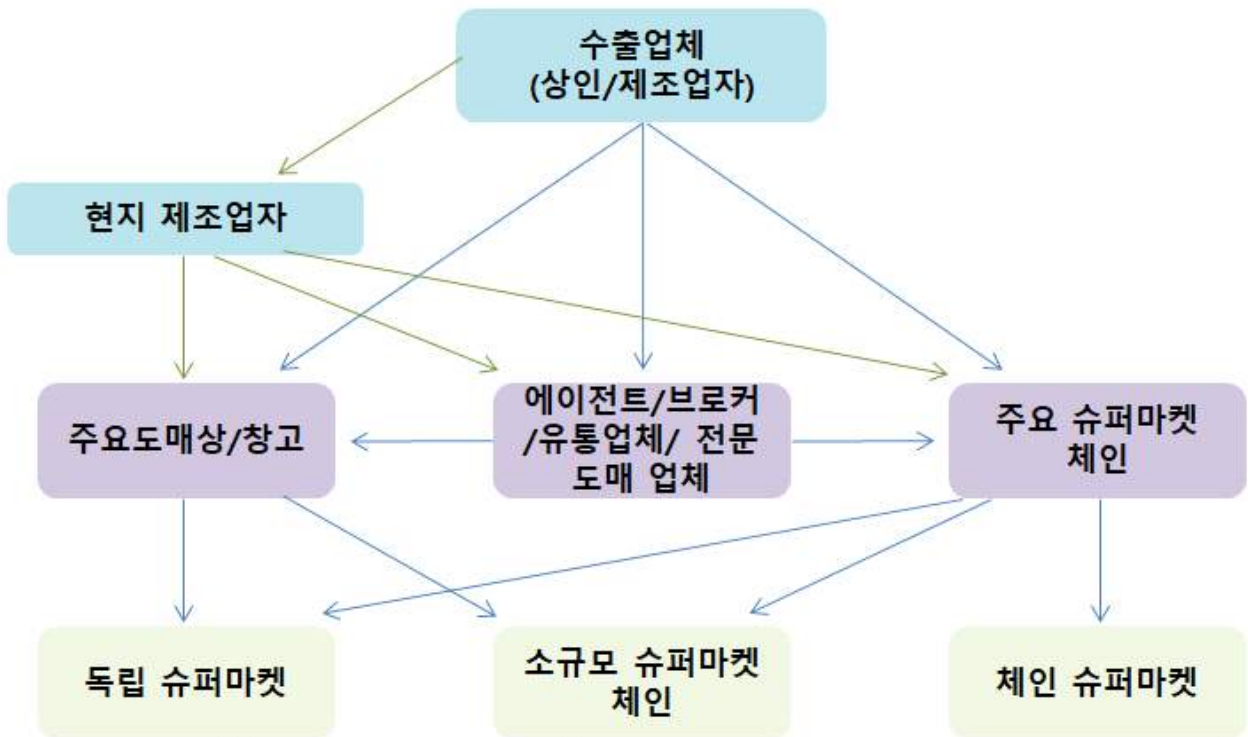 수출업체
(상인/제조업자)
현지 제조업자
주요도매상/창고
에이전트/브로커
/유통업체/ 전문
도매 업체
주요 슈퍼마켓
체인
독립 슈퍼마켓
소규모 슈퍼마켓
체인
체인 슈퍼마켓